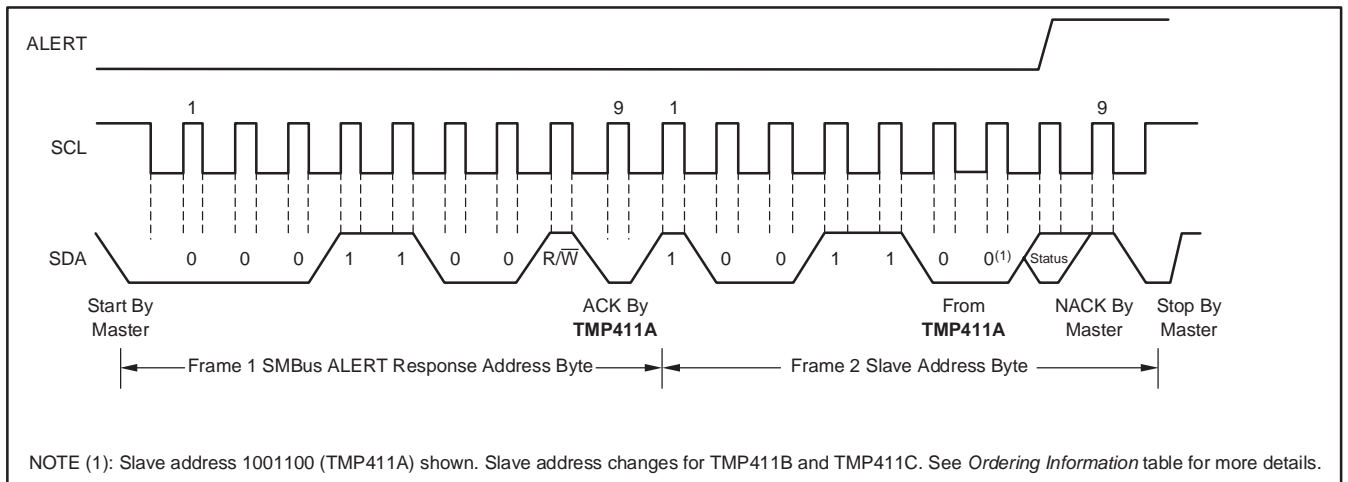 ALERT
1 9 1 9
SCL
SDA
0 0 0 1 1 0 0 R/W̅ 1 0 0 1 1 0 0(1) Status
Start By
Master
ACK By
TMP411A
From
TMP411A
NACK By
Master
Stop By
Master
Frame 1 SMBus ALERT Response Address Byte
Frame 2 Slave Address Byte
NOTE (1): Slave address 1001100 (TMP411A) shown. Slave address changes for TMP411B and TMP411C. See Ordering Information table for more details.